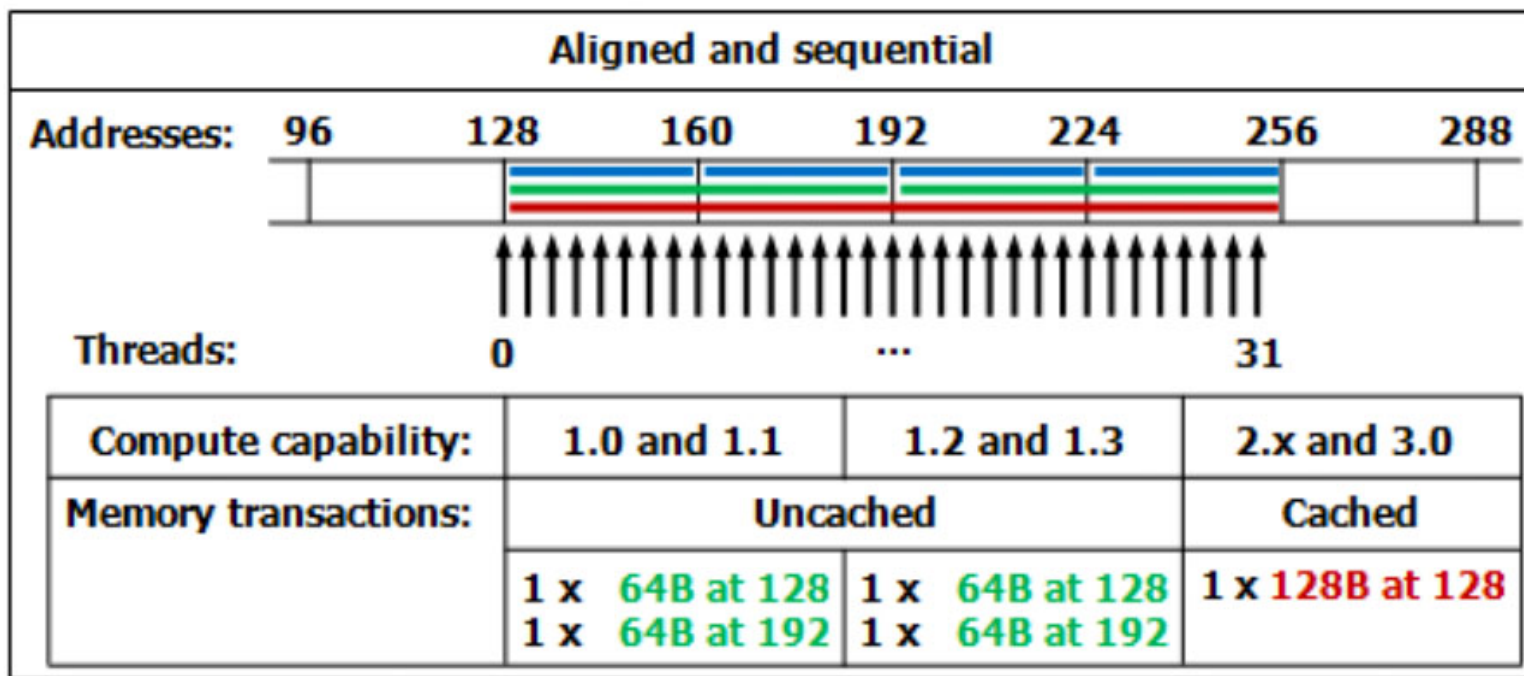 Aligned and sequential
Addresses: 96 128 160 192 224 256 288
Threads: 0 ... 31
Compute capability: 1.0 and 1.1 1.2 and 1.3 2.x and 3.0
Memory transactions: Uncached Cached
1 x 64B at 128 1 x 64B at 128 1 x 128B at 128
1 x 64B at 192 1 x 64B at 192